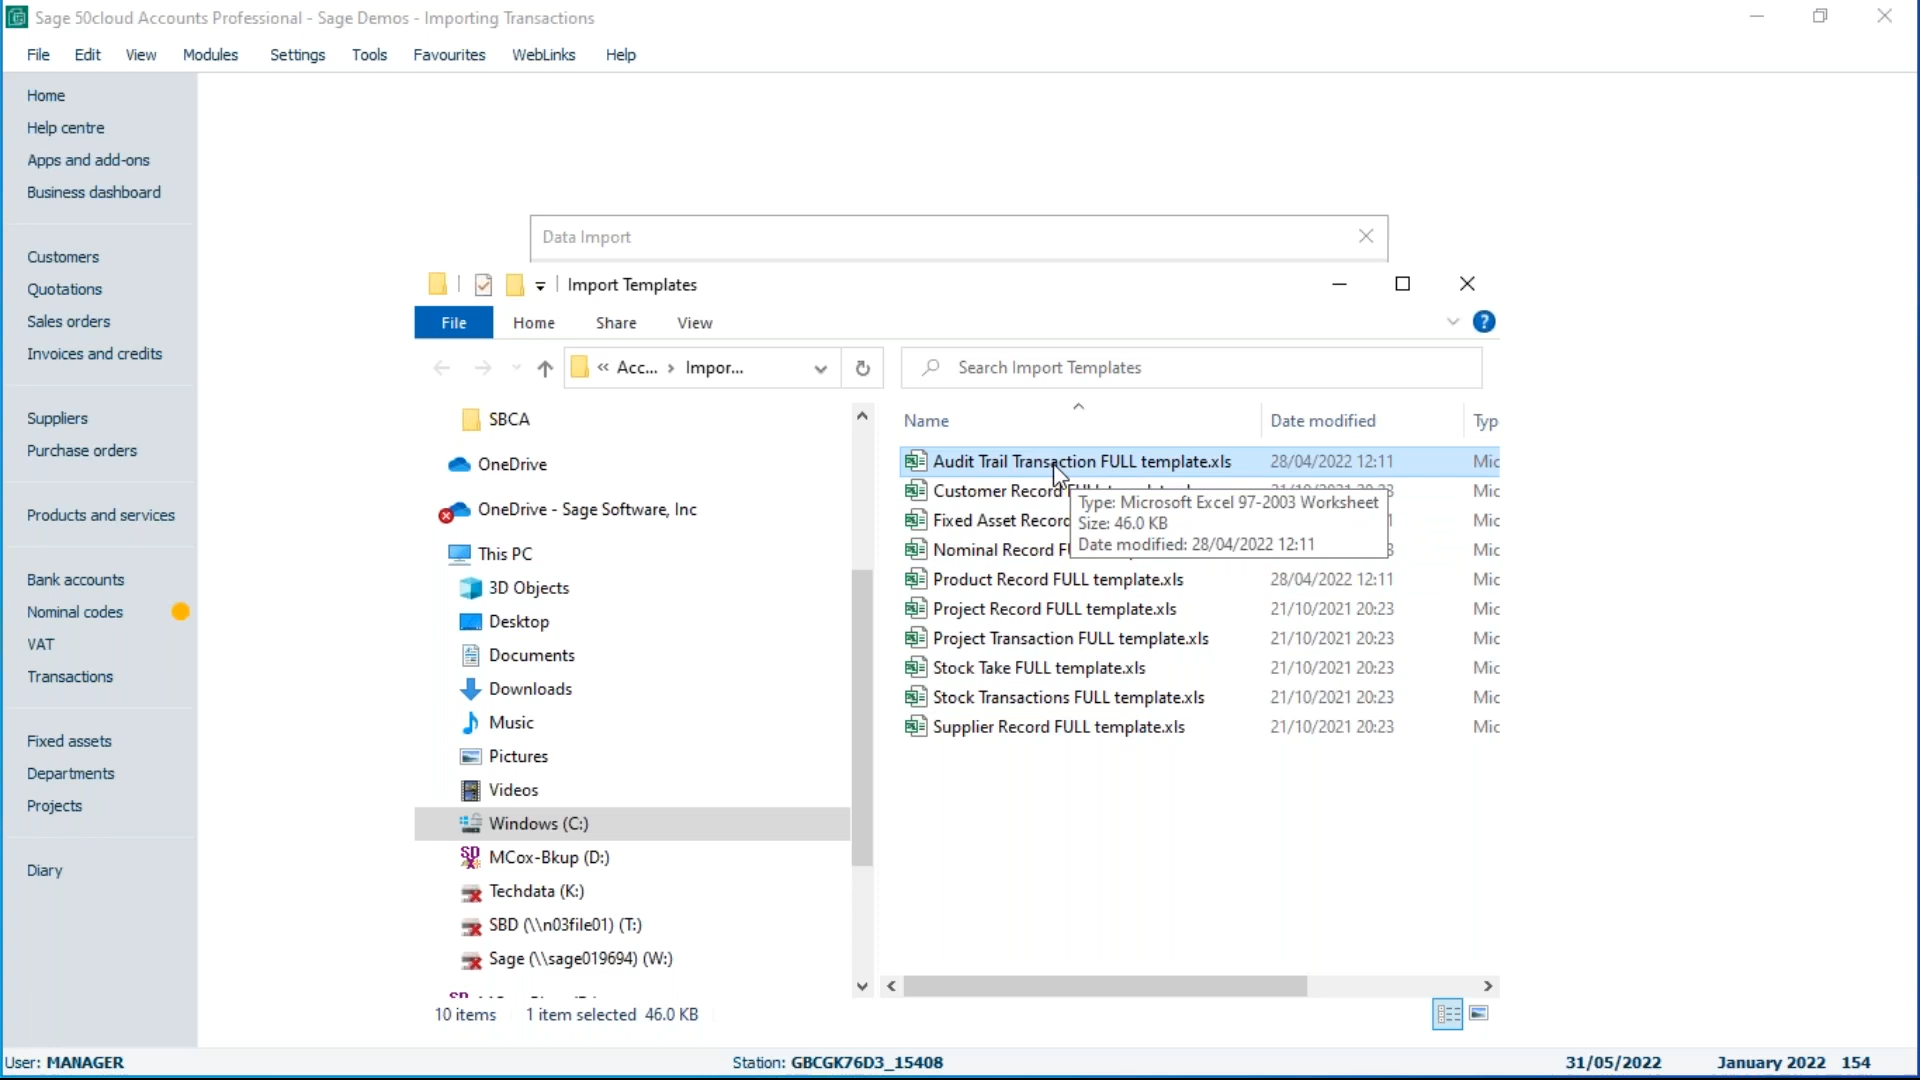 Sage 50cloud Accounts Professional - Sage Demos - Importing Transactions
File Edit View Modules Settings Tools Favourites WebLinks Help
Home
Help centre
Apps and add-ons
Business dashboard
Customers
Quotations
Sales orders
Invoices and credits
Suppliers
Purchase orders
Products and services
Bank accounts
Nominal codes
VAT
Transactions
Fixed assets
Departments
Projects
Diary
Data Import
Import Templates
File Home Share View
?
« Acc... › Impor...
Search Import Templates
SBCA
OneDrive
OneDrive - Sage Software, Inc
This PC
3D Objects
Desktop
Documents
Downloads
Music
Pictures
Videos
Windows (C:)
MCox-Bkup (D:)
Techdata (K:)
SBD (\\n03file01) (T:)
Sage (\\sage019694) (W:)
Name Date modified Typ
Audit Trail Transaction FULL template.xls 28/04/2022 12:11 Mic
Customer Record Mic
Fixed Asset Record Mic
Nominal Record Mic
Product Record FULL template.xls 28/04/2022 12:11 Mic
Project Record FULL template.xls 21/10/2021 20:23 Mic
Project Transaction FULL template.xls 21/10/2021 20:23 Mic
Stock Take FULL template.xls 21/10/2021 20:23 Mic
Stock Transactions FULL template.xls 21/10/2021 20:23 Mic
Supplier Record FULL template.xls 21/10/2021 20:23 Mic
Type: Microsoft Excel 97-2003 Worksheet
Size: 46.0 KB
Date modified: 28/04/2022 12:11
10 items 1 item selected 46.0 KB
User: MANAGER Station: GBCGK76D3_15408 31/05/2022 January 2022 154